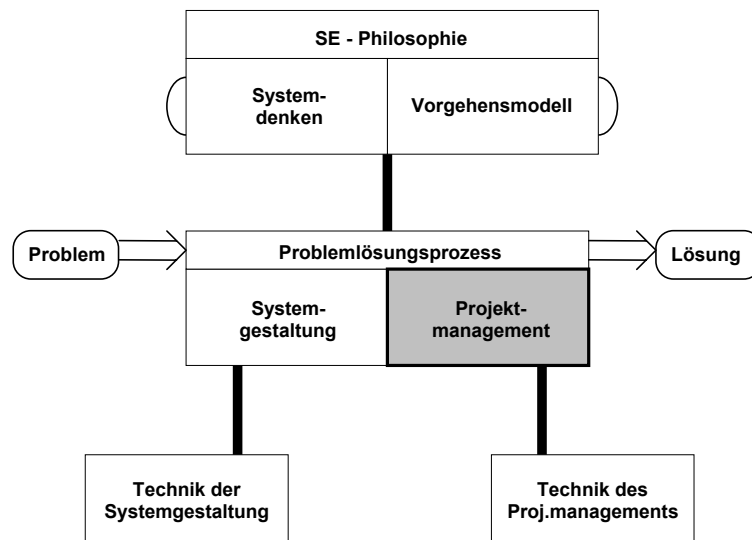 SE - Philosophie
System-
denken
Vorgehensmodell
Problem
Problemlösungsprozess
Lösung
System-
gestaltung
Projekt-
management
Technik der
Systemgestaltung
Technik des
Proj.managements